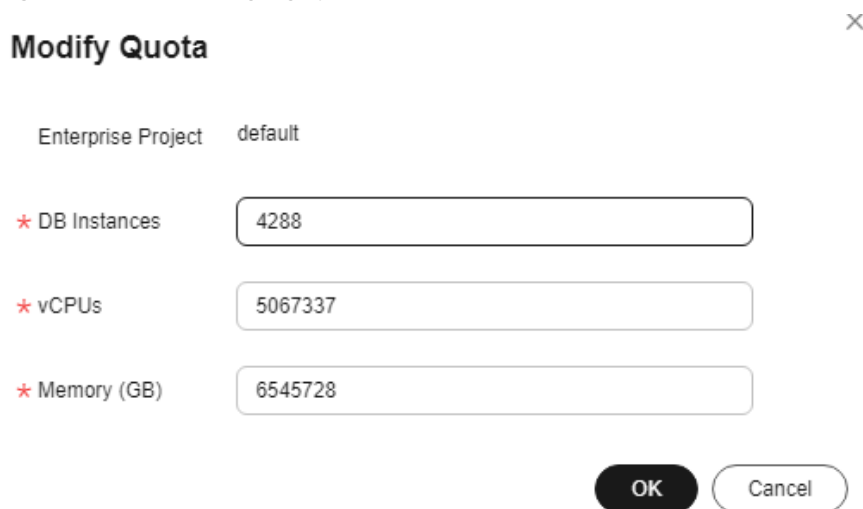 Modify Quota
Enterprise Project default
* DB Instances 4288
* vCPUs 5067337
* Memory (GB) 6545728
OK Cancel